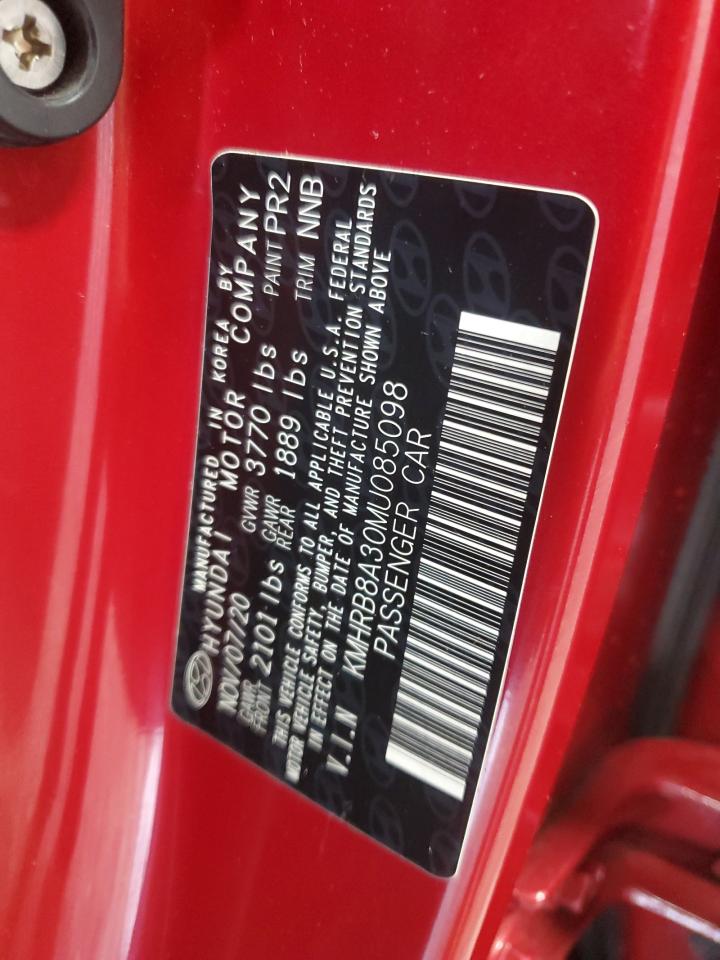 MANUFACTURED IN KOREA BY
HYUNDAI MOTOR COMPANY
NOV/07/20 GVWR 3770 lbs PAINT PR2
GAWR FRONT 2101 lbs GAWR REAR 1889 lbs TRIM NNB
THIS VEHICLE CONFORMS TO ALL APPLICABLE U.S.A. FEDERAL
MOTOR VEHICLE SAFETY, BUMPER, AND THEFT PREVENTION STANDARDS
IN EFFECT ON THE DATE OF MANUFACTURE SHOWN ABOVE
V.I.N KMHRB8A30MU085098
PASSENGER CAR